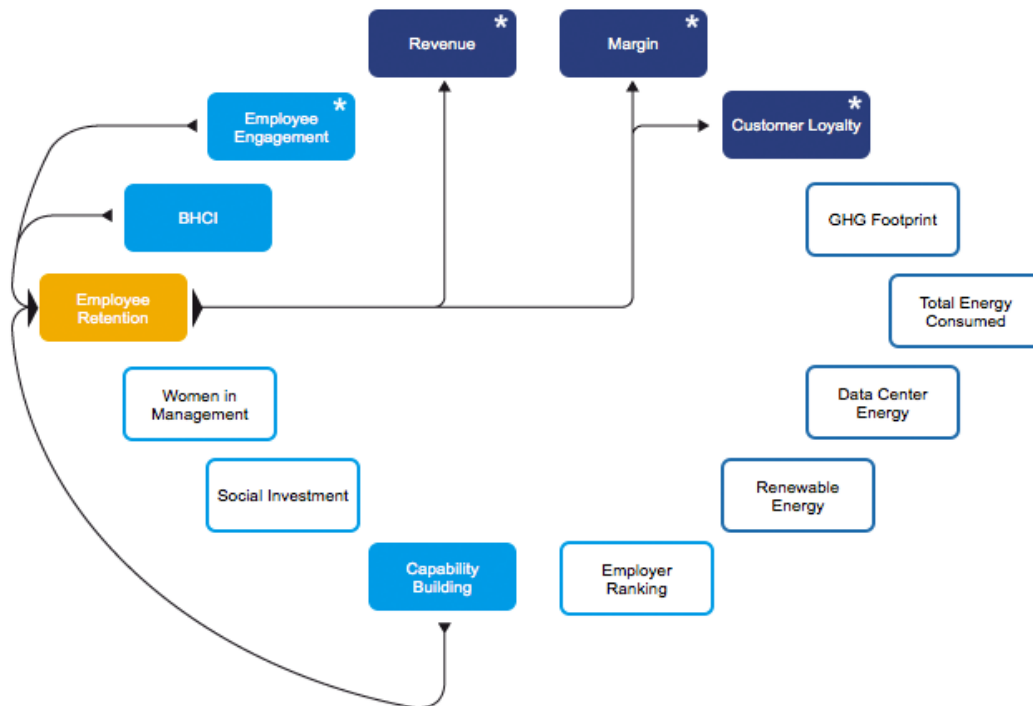 Revenue *
Margin *
Employee *
Engagement
Customer Loyalty *
BHCI
GHG Footprint
Employee
Retention
Total Energy
Consumed
Women in
Management
Data Center
Energy
Social Investment
Renewable
Energy
Capability
Building
Employer
Ranking